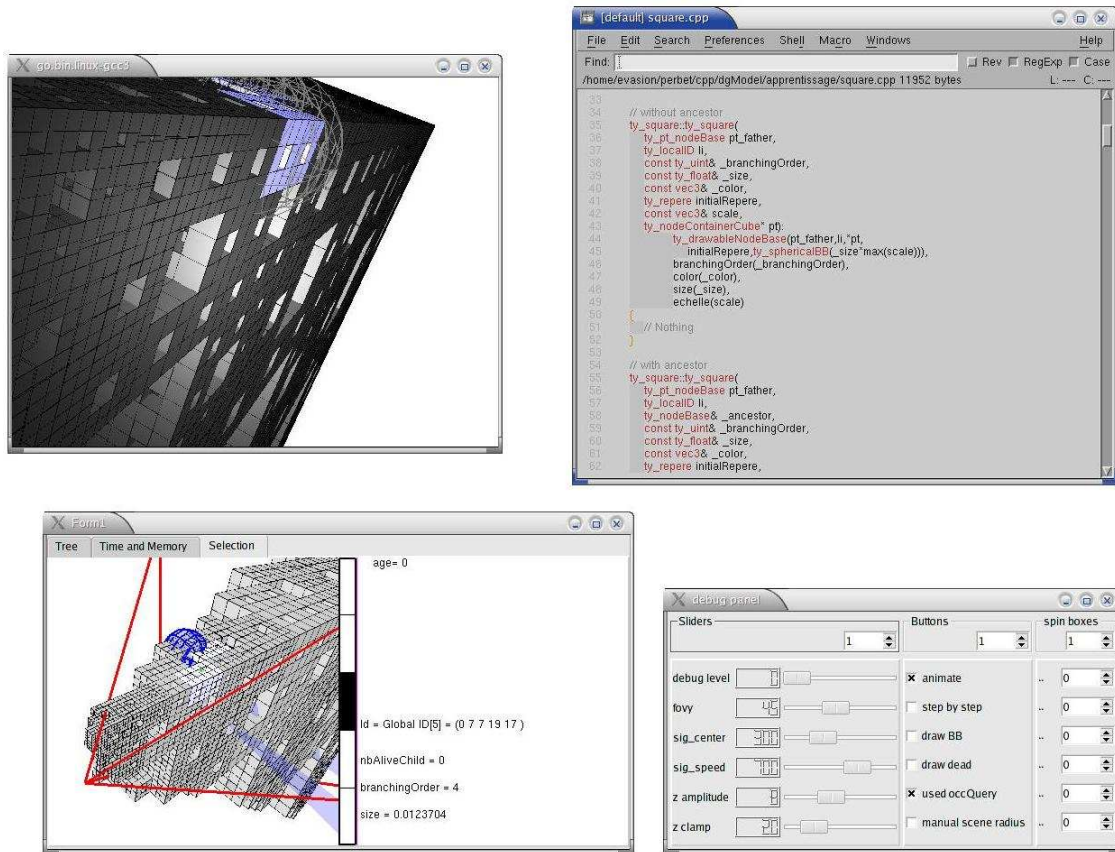 go.bin.linux-gcc3
[default] square.cpp
File Edit Search Preferences Shell Macro Windows Help
Find: Rev RegExp Case
/home/evasion/perbet/cpp/dgModel/apprentissage/square.cpp 11952 bytes L: --- C: ---
33
34 // without ancestor
35 ty_square::ty_square(
36 ty_pt_nodeBase pt_father,
37 ty_localID li,
38 const ty_uint& _branchingOrder,
39 const ty_float& _size,
40 const vec3& _color,
41 ty_repere initialRepere,
42 const vec3& scale,
43 ty_nodeContainerCube* pt):
44 ty_drawableNodeBase(pt_father,li,*pt,
45 initialRepere,ty_sphericalBB(_size*max(scale))),
46 branchingOrder(_branchingOrder),
47 color(_color),
48 size(_size),
49 echelle(scale)
50 {
51 // Nothing
52 }
53
54 // with ancestor
55 ty_square::ty_square(
56 ty_pt_nodeBase pt_father,
57 ty_localID li,
58 ty_nodeBase& _ancestor,
59 const ty_uint& _branchingOrder,
60 const ty_float& _size,
61 const vec3& _color,
62 ty_repere initialRepere,
Form1
Tree Time and Memory Selection
age= 0
Id = Global ID[5] = (0 7 7 19 17 )
nbAliveChild = 0
branchingOrder = 4
size = 0.0123704
debug panel
Sliders Buttons spin boxes
1 1 1
debug level 0 animate .. 0
fovy 45 step by step .. 0
sig_center 900 draw BB .. 0
sig_speed 700 draw dead .. 0
z amplitude 8 used occQuery .. 0
z clamp 20 manual scene radius .. 0